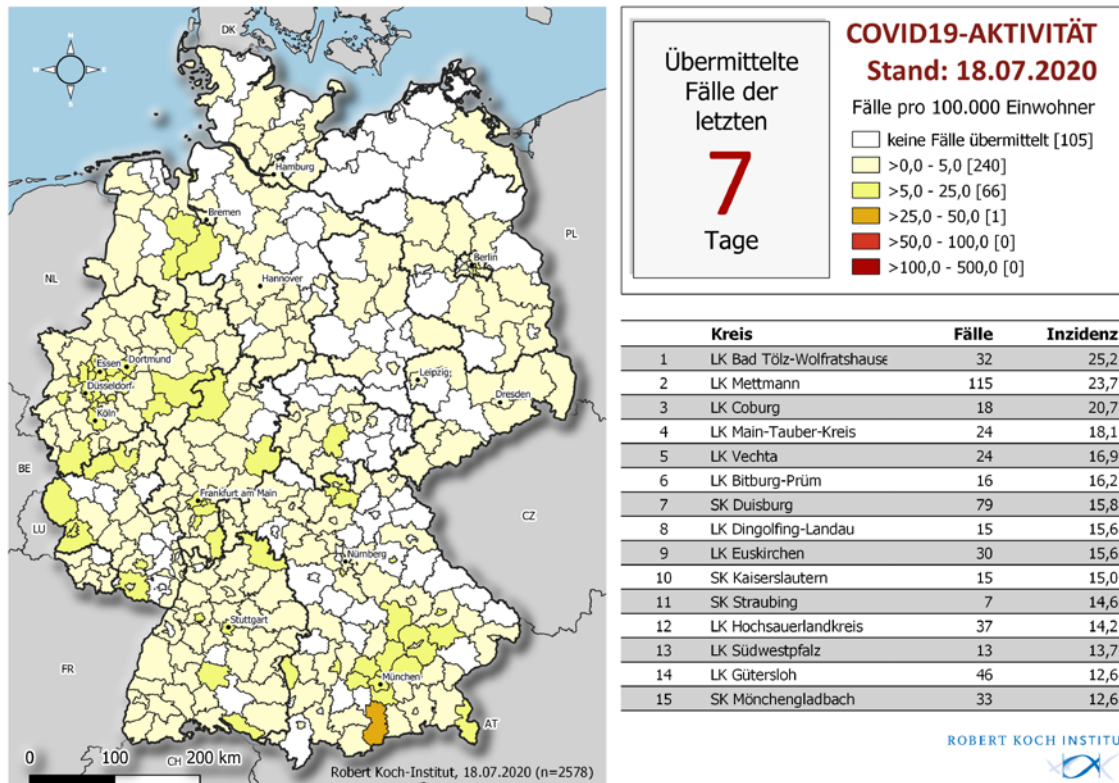 DK
PL
NL
BE
LU
CZ
FR
CH
AT
N
W
S
Hamburg
Bremen
Berlin
Hannover
Essen
Dortmund
Düsseldorf
Köln
Leipzig
Dresden
Frankfurt am Main
Nürnberg
Stuttgart
München
0 100 200 km
Robert Koch-Institut, 18.07.2020 (n=2578)
Übermittelte
Fälle der
letzten
7
Tage
COVID19-AKTIVITÄT
Stand: 18.07.2020
Fälle pro 100.000 Einwohner
keine Fälle übermittelt [105]
>0,0 - 5,0 [240]
>5,0 - 25,0 [66]
>25,0 - 50,0 [1]
>50,0 - 100,0 [0]
>100,0 - 500,0 [0]
Kreis Fälle Inzidenz
1 LK Bad Tölz-Wolfratshause 32 25,2
2 LK Mettmann 115 23,7
3 LK Coburg 18 20,7
4 LK Main-Tauber-Kreis 24 18,1
5 LK Vechta 24 16,9
6 LK Bitburg-Prüm 16 16,2
7 SK Duisburg 79 15,8
8 LK Dingolfing-Landau 15 15,6
9 LK Euskirchen 30 15,6
10 SK Kaiserslautern 15 15,0
11 SK Straubing 7 14,6
12 LK Hochsauerlandkreis 37 14,2
13 LK Südwestpfalz 13 13,7
14 LK Gütersloh 46 12,6
15 SK Mönchengladbach 33 12,6
ROBERT KOCH INSTITU